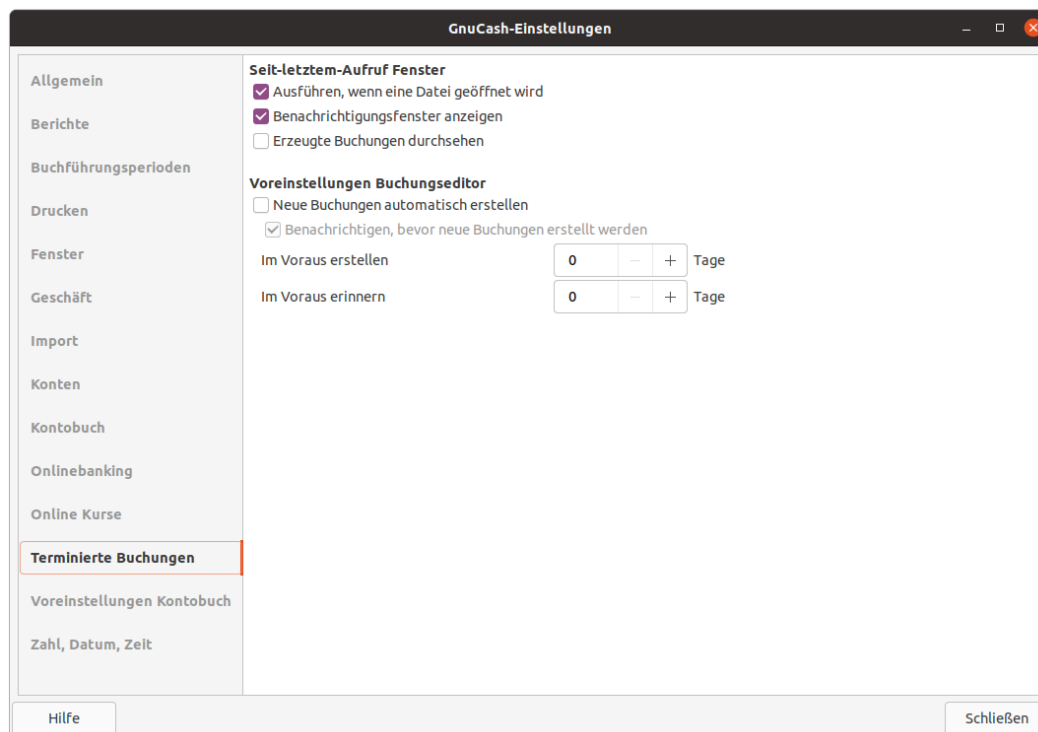 GnuCash-Einstellungen
Allgemein
Berichte
Buchführungsperioden
Drucken
Fenster
Geschäft
Import
Konten
Kontobuch
Onlinebanking
Online Kurse
Terminierte Buchungen
Voreinstellungen Kontobuch
Zahl, Datum, Zeit
Seit-letztem-Aufruf Fenster
Ausführen, wenn eine Datei geöffnet wird
Benachrichtigungsfenster anzeigen
Erzeugte Buchungen durchsehen
Voreinstellungen Buchungseditor
Neue Buchungen automatisch erstellen
Benachrichtigen, bevor neue Buchungen erstellt werden
Im Voraus erstellen 0 − + Tage
Im Voraus erinnern 0 − + Tage
Hilfe
Schließen